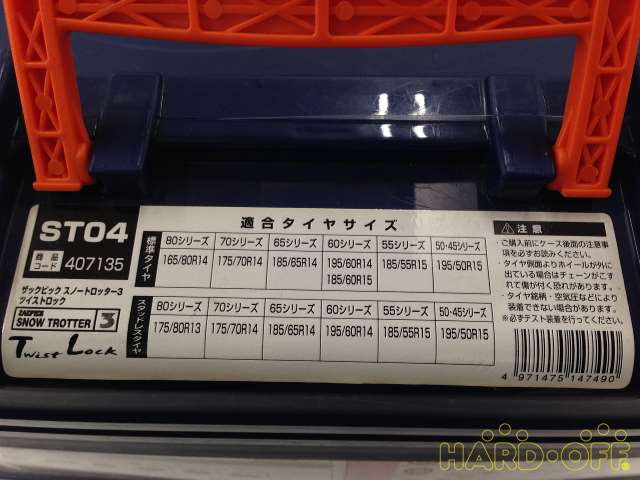 ST04
商品コード 407135
ザックピック スノートロッター3
ツイストロック
ZACPIC
SNOW TROTTER 3
Twist Lock
適合タイヤサイズ
標準タイヤ
80シリーズ 70シリーズ 65シリーズ 60シリーズ 55シリーズ 50·45シリーズ
165/80R14 175/70R14 185/65R14 195/60R14 185/55R15 195/50R15
185/60R15
スタッドレスタイヤ
80シリーズ 70シリーズ 65シリーズ 60シリーズ 55シリーズ 50·45シリーズ
175/80R13 175/70R14 185/65R14 195/60R14 185/55R15 195/50R15
注意
・ご購入前にケース後面の注意事
項を必ずお読みください。
・タイヤ側面よりホイールが外に
出ている場合はチェーンがこす
れて傷が付く恐れあり。
・タイヤ銘柄・空気圧などにより
装着できない場合があります。
※必ずテスト装着を行ってください。
4 971475 147490
HARD·OFF